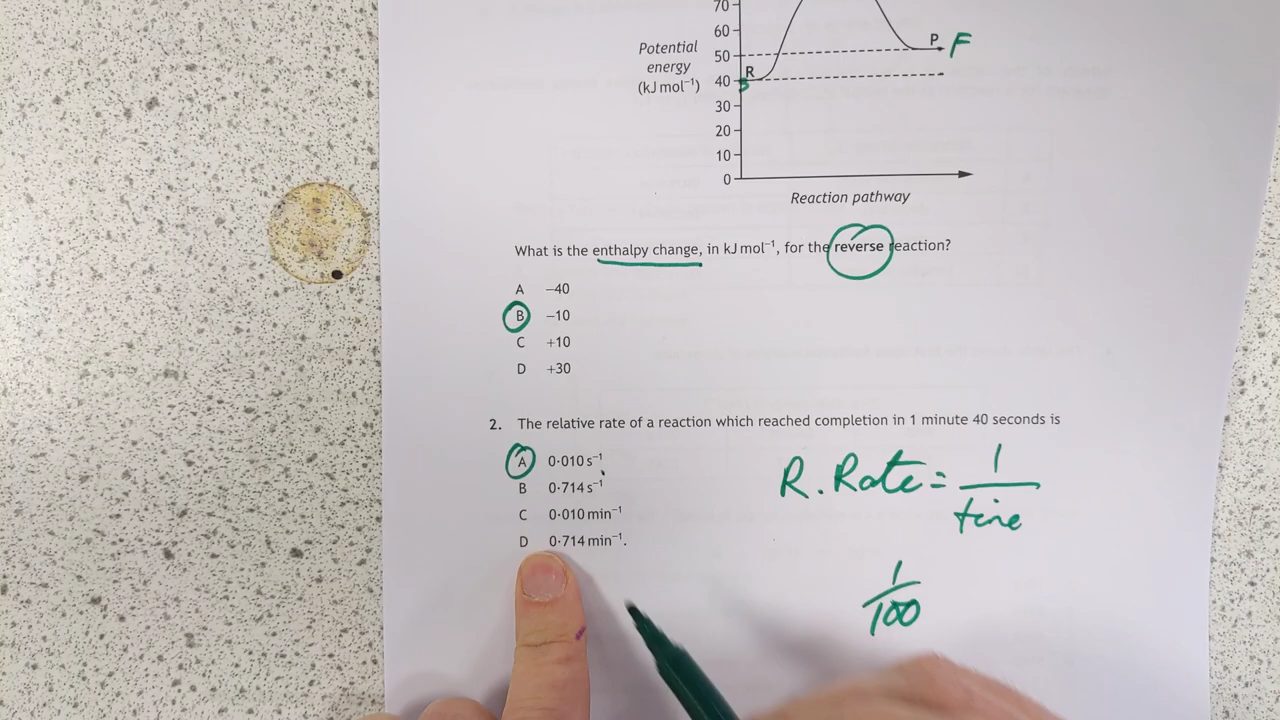 70
60
50
40
30
20
10
0
Potential
energy
(kJ mol⁻¹)
R
B
P F
Reaction pathway
What is the enthalpy change, in kJ mol⁻¹, for the reverse reaction?
A −40
B −10
C +10
D +30
2. The relative rate of a reaction which reached completion in 1 minute 40 seconds is
A 0·010 s⁻¹
B 0·714 s⁻¹
C 0·010 min⁻¹
D 0·714 min⁻¹.
R. Rate = 1
time
1
100